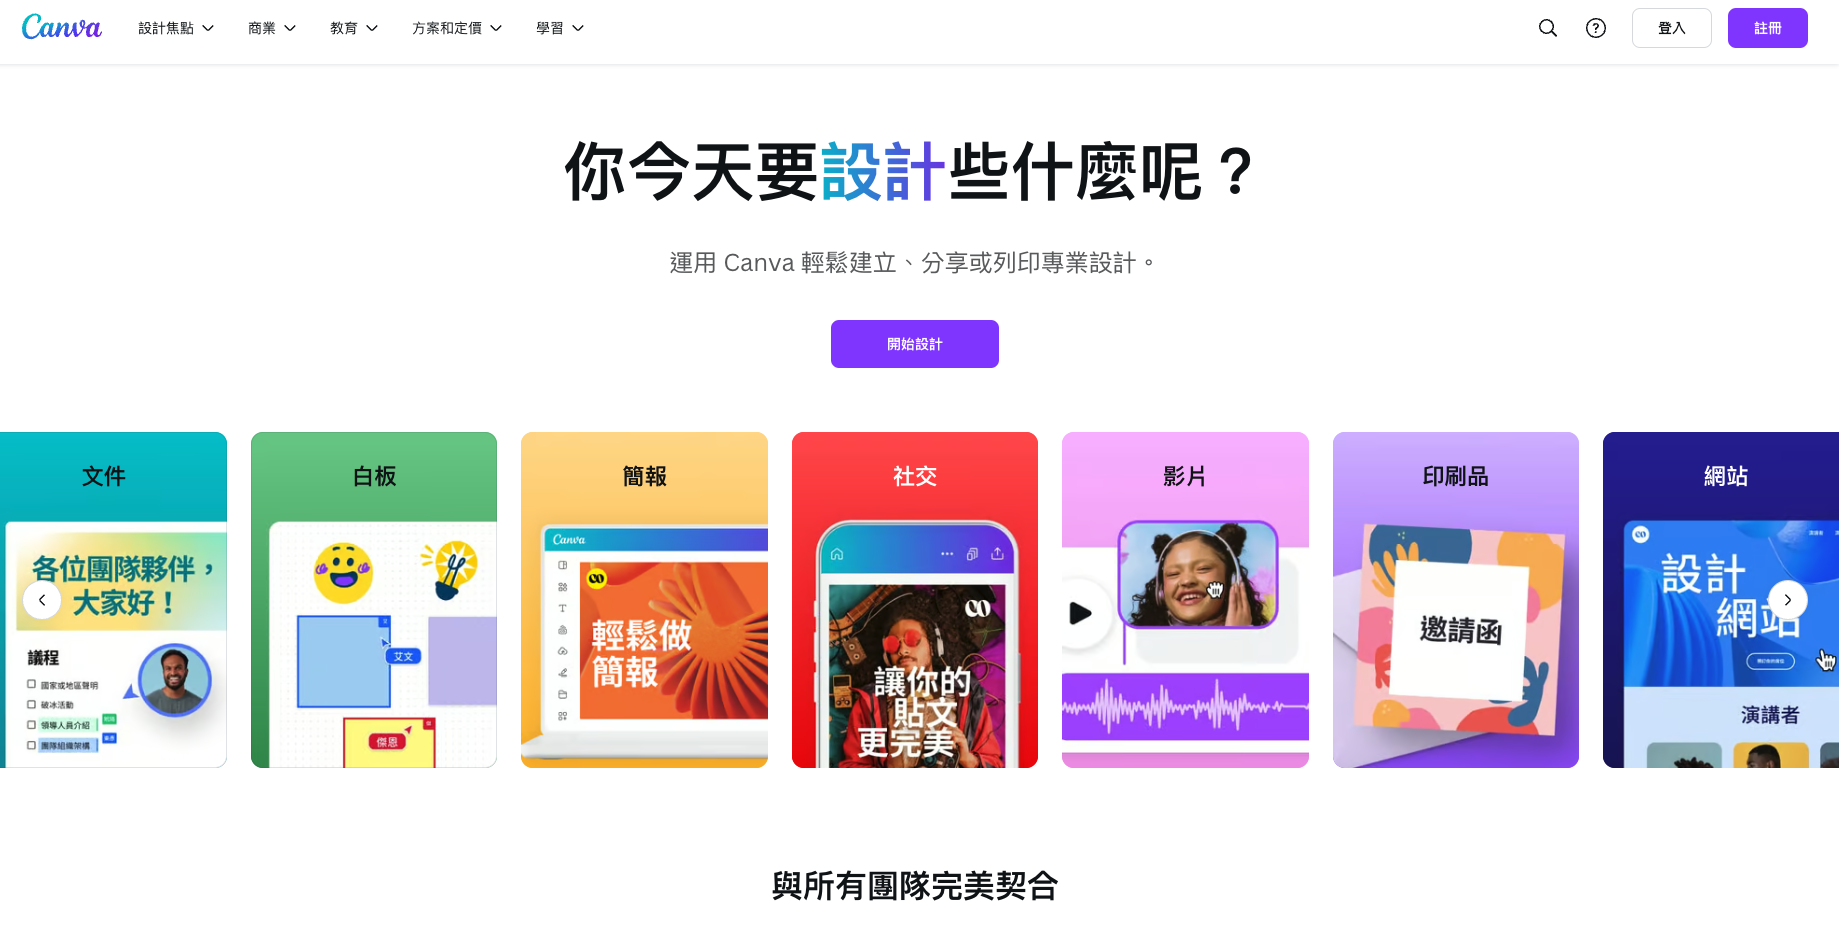 Canva 設計焦點 商業 教育 方案和定價 學習 登入 註冊
你今天要設計些什麼呢？
運用 Canva 輕鬆建立、分享或列印專業設計。
開始設計
文件
各位團隊夥伴，
大家好！
議程
國家或地區聲明
破冰活動
領導人員介紹
團隊組織架構
白板
艾文
傑恩
簡報
Canva
輕鬆做
簡報
社交
讓你的
貼文
更完美
影片
印刷品
邀請函
網站
設計
網站
演講者
與所有團隊完美契合